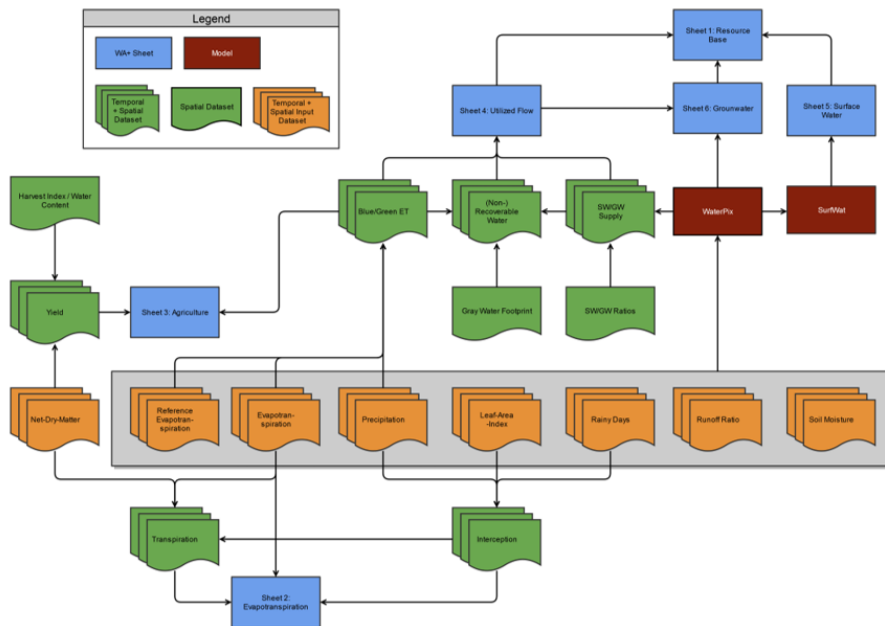 Legend
WA+ Sheet
Model
Temporal
+ Spatial
Dataset
Spatial Dataset
Temporal +
Spatial Input
Dataset
Sheet 1: Resource
Base
Sheet 4: Utilized Flow
Sheet 6: Grounwater
Sheet 5: Surface
Water
Harvest Index / Water
Content
Blue/Green ET
(Non-)
Recoverable
Water
SW/GW
Supply
WaterPix
SurfWat
Yield
Sheet 3: Agriculture
Gray Water Footprint
SW/GW Ratios
Net-Dry-Matter
Reference
Evapotran-
spiration
Evapotran-
spiration
Precipitation
Leaf-Area
-Index
Rainy Days
Runoff Ratio
Soil Moisture
Transpiration
Interception
Sheet 2:
Evapotranspiration